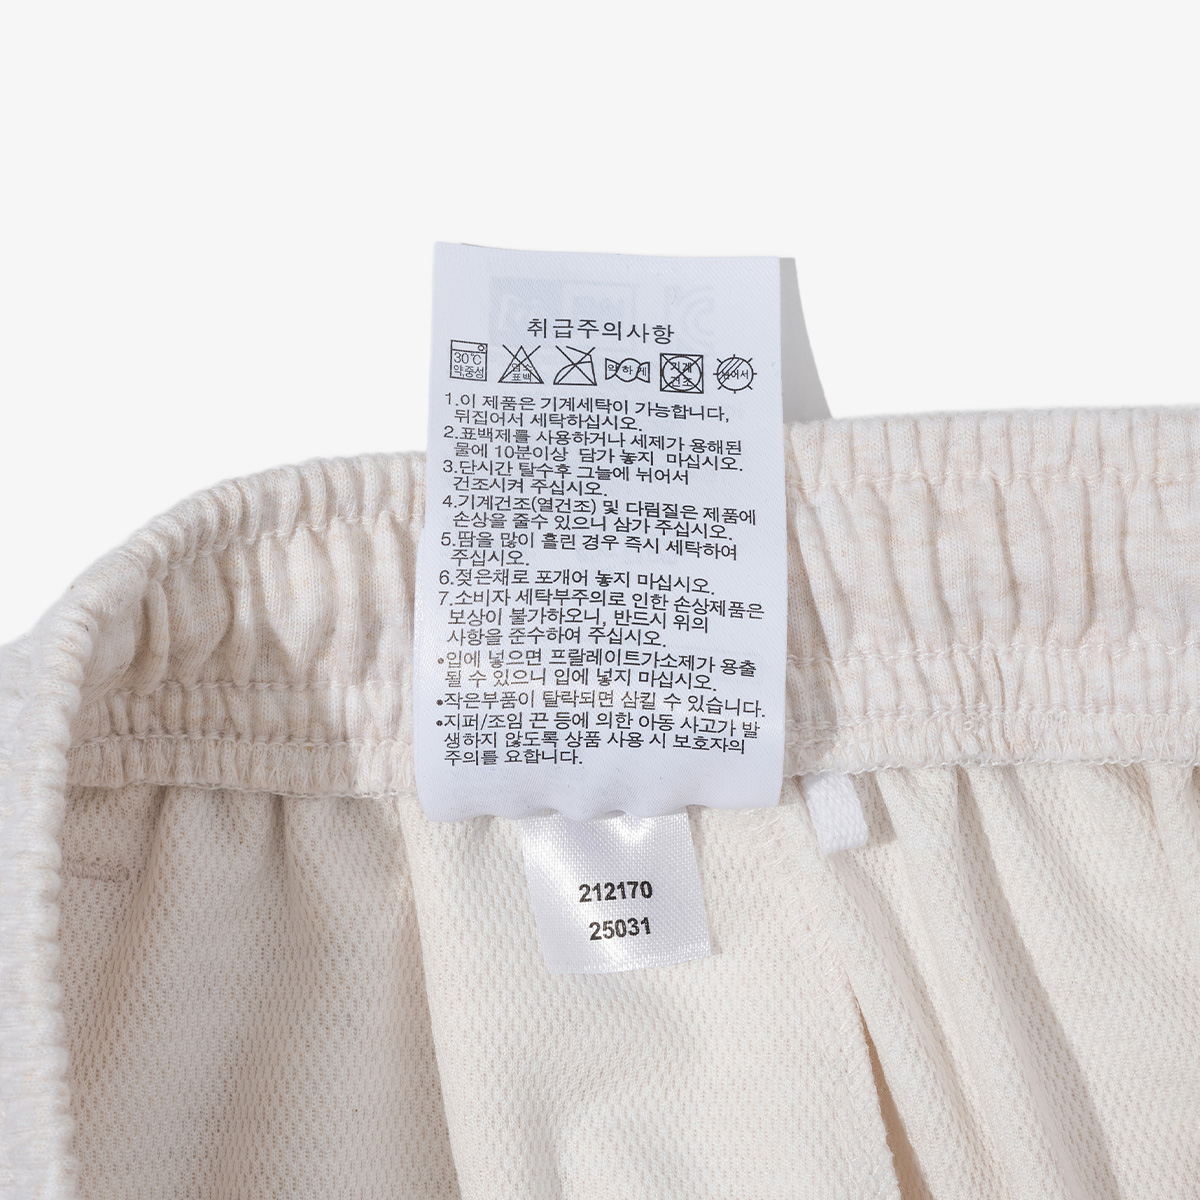 취급주의사항
30℃
약,중성
염소
표백
약하게
기계
건조
뉘어서
1.이 제품은 기계세탁이 가능합니다,
뒤집어서 세탁하십시오.
2.표백제를 사용하거나 세제가 용해된
물에 10분이상 담가 놓지 마십시오.
3.단시간 탈수후 그늘에 뉘어서
건조시켜 주십시오.
4.기계건조(열건조) 및 다림질은 제품에
손상을 줄수 있으니 삼가 주십시오.
5.땀을 많이 흘린 경우 즉시 세탁하여
주십시오.
6.젖은채로 포개어 놓지 마십시오.
7.소비자 세탁부주의로 인한 손상제품은
보상이 불가하오니, 반드시 위의
사항을 준수하여 주십시오.
•입에 넣으면 프탈레이트가소제가 용출
될 수 있으니 입에 넣지 마십시오.
•작은부품이 탈락되면 삼킬 수 있습니다.
•지퍼/조임 끈 등에 의한 아동 사고가 발
생하지 않도록 상품 사용 시 보호자의
주의를 요합니다.
212170
25031